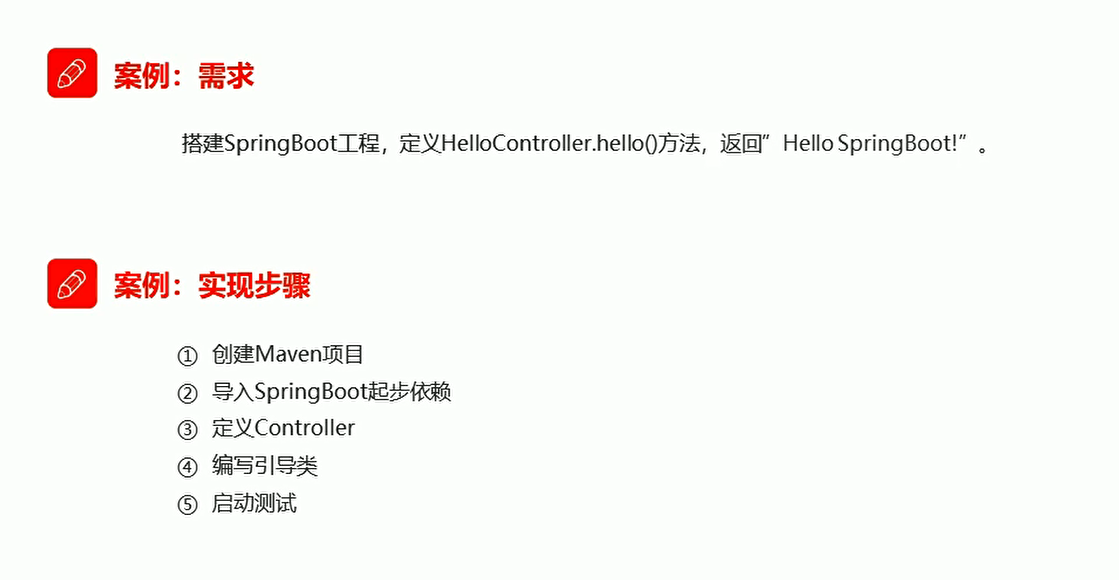 案例：需求
搭建SpringBoot工程，定义HelloController.hello()方法，返回”Hello SpringBoot!”。
案例：实现步骤
① 创建Maven项目
② 导入SpringBoot起步依赖
③ 定义Controller
④ 编写引导类
⑤ 启动测试